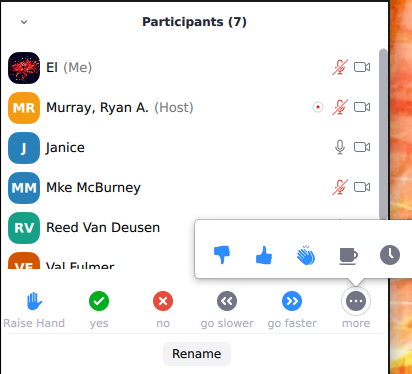 Participants (7)
El (Me)
MR Murray, Ryan A. (Host)
J Janice
MM Mke McBurney
RV Reed Van Deusen
VF Val Fulmer
Raise Hand yes no go slower go faster more
Rename